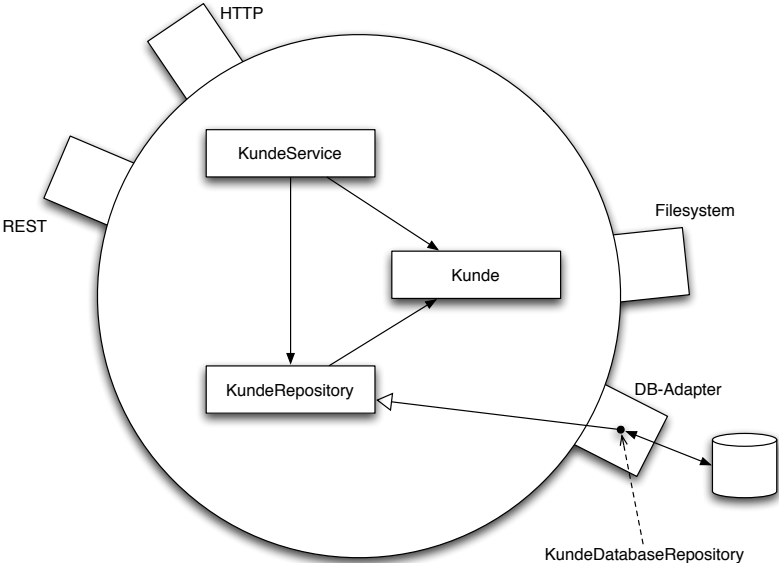 HTTP
KundeService
REST
Filesystem
Kunde
KundeRepository
DB-Adapter
KundeDatabaseRepository